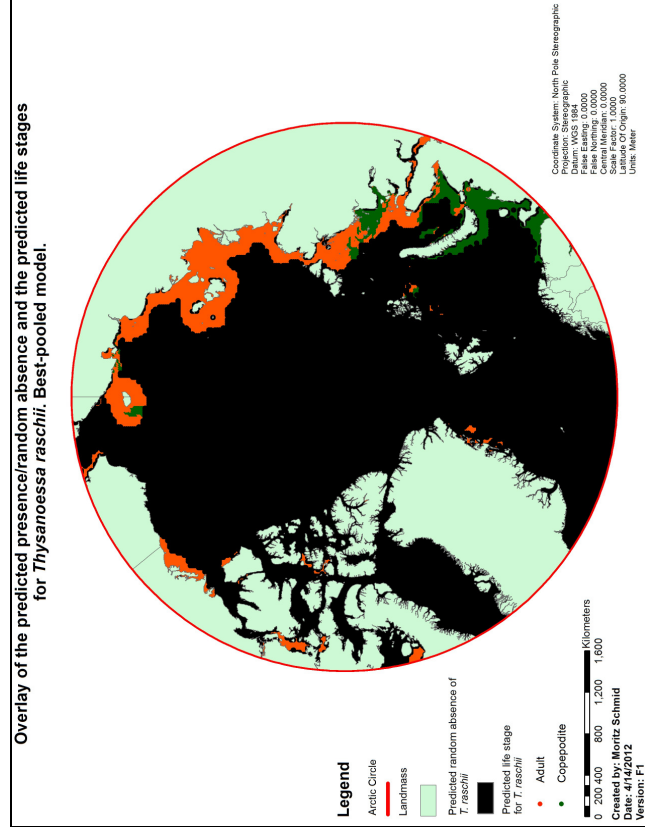 Overlay of the predicted presence/random absence and the predicted life stages
for Thysanoessa raschii. Best-pooled model.
Legend
Arctic Circle
Landmass
Predicted random absence of
T. raschii
Predicted life stage
for T. raschii
Adult
Copepodite
0 200 400 800 1,200 1,600
Kilometers
Created by: Moritz Schmid
Date: 4/14/2012
Version: F1
Coordinate System: North Pole Stereographic
Projection: Stereographic
Datum: WGS 1984
False Easting: 0.0000
False Northing: 0.0000
Central Meridian: 0.0000
Scale Factor: 1.0000
Latitude Of Origin: 90.0000
Units: Meter